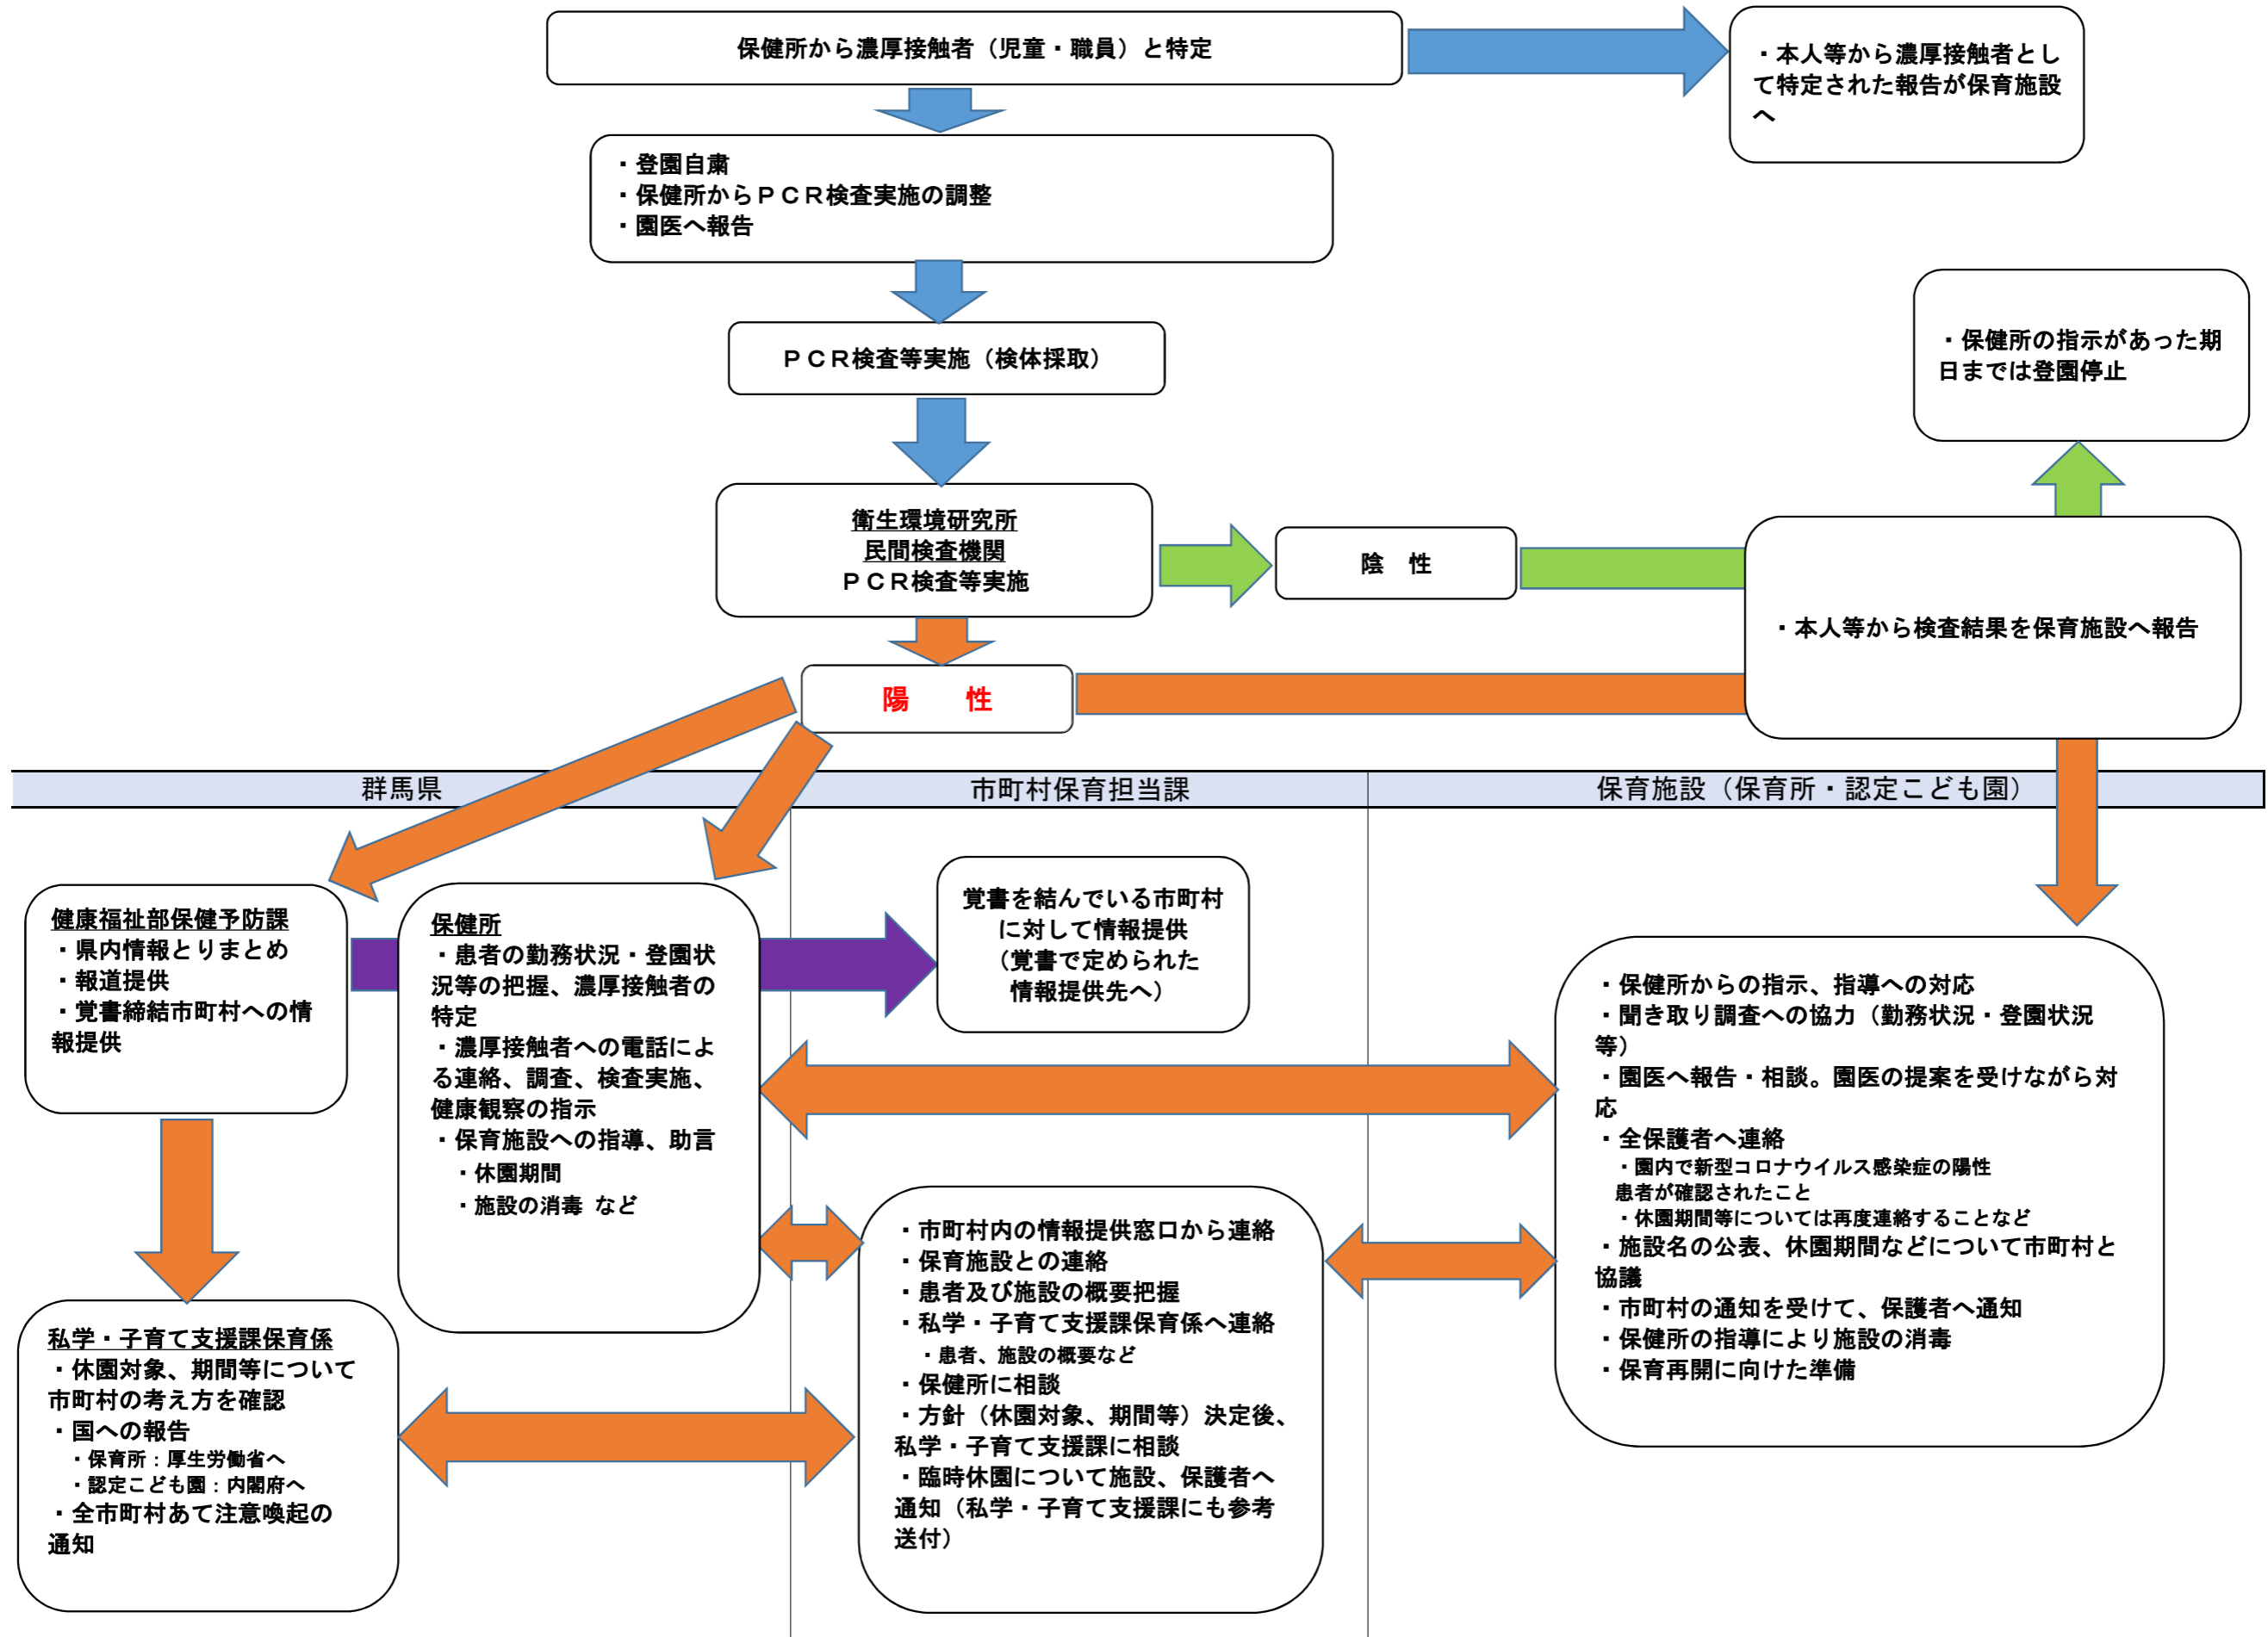 保健所から濃厚接触者（児童・職員）と特定
・本人等から濃厚接触者とし
て特定された報告が保育施設
へ
・登園自粛
・保健所からＰＣＲ検査実施の調整
・園医へ報告
ＰＣＲ検査等実施（検体採取）
・保健所の指示があった期
日までは登園停止
衛生環境研究所
民間検査機関
ＰＣＲ検査等実施
陰　性
・本人等から検査結果を保育施設へ報告
陽　性
群馬県
市町村保育担当課
保育施設（保育所・認定こども園）
健康福祉部保健予防課
・県内情報とりまとめ
・報道提供
・覚書締結市町村への情
報提供
保健所
・患者の勤務状況・登園状
況等の把握、濃厚接触者の
特定
・濃厚接触者への電話によ
る連絡、調査、検査実施、
健康観察の指示
・保育施設への指導、助言
・休園期間
・施設の消毒 など
覚書を結んでいる市町村
に対して情報提供
（覚書で定められた
情報提供先へ）
・保健所からの指示、指導への対応
・聞き取り調査への協力（勤務状況・登園状況
等）
・園医へ報告・相談。園医の提案を受けながら対
応
・全保護者へ連絡
・園内で新型コロナウイルス感染症の陽性
患者が確認されたこと
・休園期間等については再度連絡することなど
・施設名の公表、休園期間などについて市町村と
協議
・市町村の通知を受けて、保護者へ通知
・保健所の指導により施設の消毒
・保育再開に向けた準備
私学・子育て支援課保育係
・休園対象、期間等について
市町村の考え方を確認
・国への報告
・保育所：厚生労働省へ
・認定こども園：内閣府へ
・全市町村あて注意喚起の
通知
・市町村内の情報提供窓口から連絡
・保育施設との連絡
・患者及び施設の概要把握
・私学・子育て支援課保育係へ連絡
・患者、施設の概要など
・保健所に相談
・方針（休園対象、期間等）決定後、
私学・子育て支援課に相談
・臨時休園について施設、保護者へ
通知（私学・子育て支援課にも参考
送付）